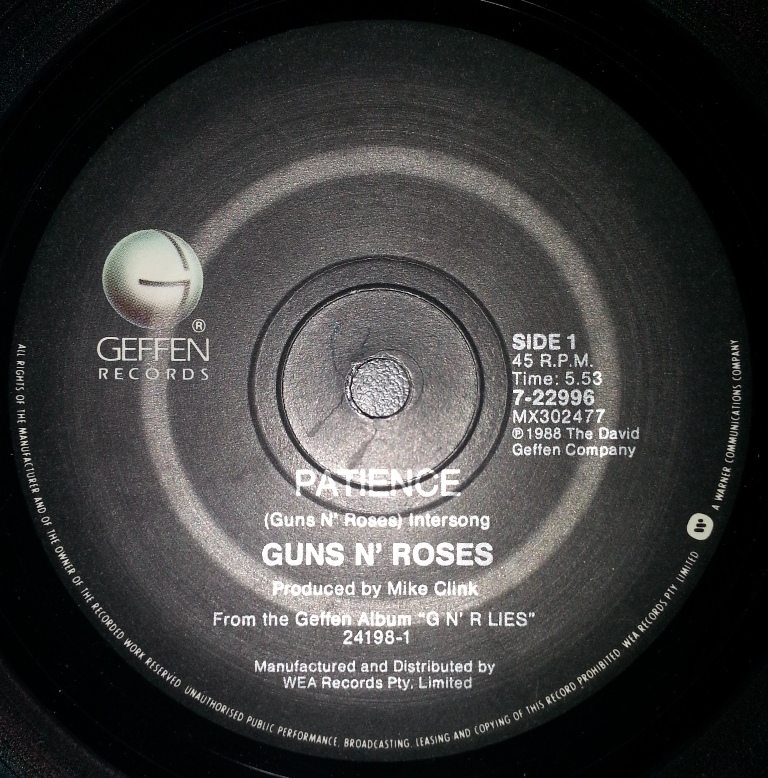 GEFFEN®
RECORDS
SIDE 1
45 R.P.M.
Time: 5.53
7-22996
MX302477
℗1988 The David
Geffen Company
PATIENCE
(Guns N' Roses) Intersong
GUNS N' ROSES
Produced by Mike Clink
From the Geffen Album "G N' R LIES"
24198-1
Manufactured and Distributed by
WEA Records Pty. Limited
ALL RIGHTS OF THE MANUFACTURER AND OF THE OWNER OF THE RECORDED WORK RESERVED UNAUTHORISED PUBLIC PERFORMANCE, BROADCASTING, LEASING AND COPYING OF THIS RECORD PROHIBITED WEA RECORDS PTY. LIMITED A WARNER COMMUNICATIONS COMPANY